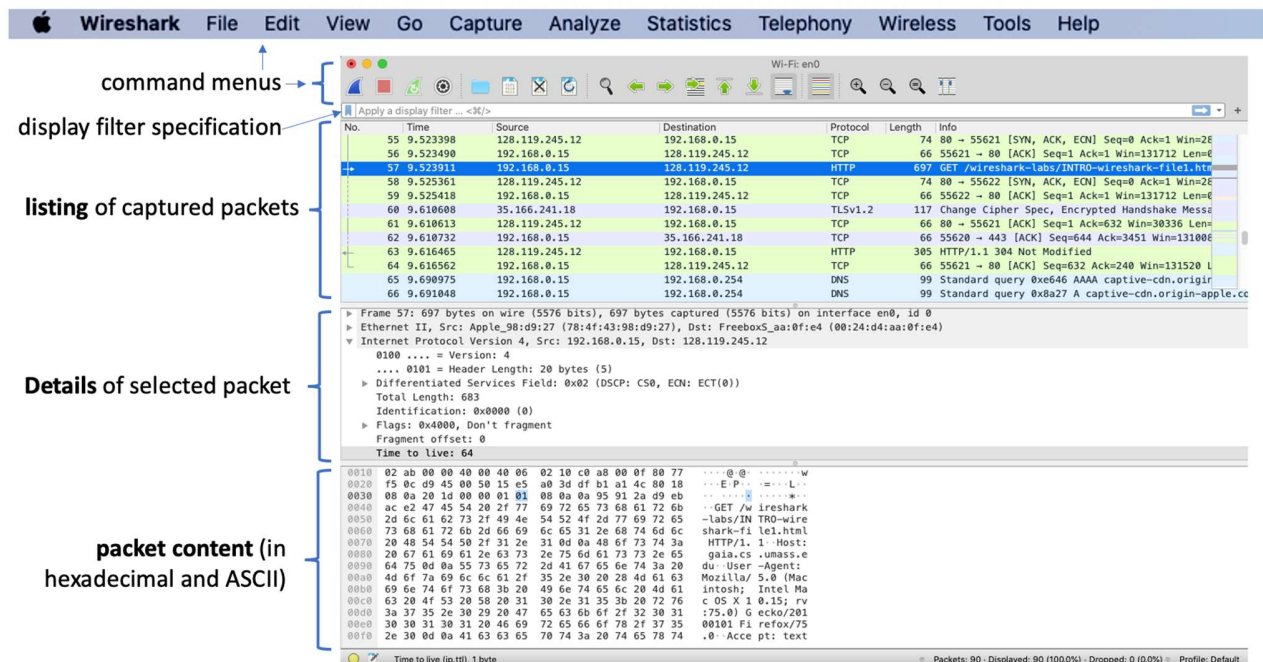 Wireshark File Edit View Go Capture Analyze Statistics Telephony Wireless Tools Help
command menus
Wi-Fi: en0
display filter specification
Apply a display filter ... <⌘/>
No. Time Source Destination Protocol Length Info
55 9.523398 128.119.245.12 192.168.0.15 TCP 74 80 → 55621 [SYN, ACK, ECN] Seq=0 Ack=1 Win=28
56 9.523490 192.168.0.15 128.119.245.12 TCP 66 55621 → 80 [ACK] Seq=1 Ack=1 Win=131712 Len=0
57 9.523911 192.168.0.15 128.119.245.12 HTTP 697 GET /wireshark-labs/INTRO-wireshark-file1.htm
58 9.525361 128.119.245.12 192.168.0.15 TCP 74 80 → 55622 [SYN, ACK, ECN] Seq=0 Ack=1 Win=28
59 9.525418 192.168.0.15 128.119.245.12 TCP 66 55622 → 80 [ACK] Seq=1 Ack=1 Win=131712 Len=0
listing of captured packets
60 9.610608 35.166.241.18 192.168.0.15 TLSv1.2 117 Change Cipher Spec, Encrypted Handshake Messa
61 9.610613 128.119.245.12 192.168.0.15 TCP 66 80 → 55621 [ACK] Seq=1 Ack=632 Win=30336 Len=
62 9.610732 192.168.0.15 35.166.241.18 TCP 66 55620 → 443 [ACK] Seq=644 Ack=3451 Win=131008
63 9.616465 128.119.245.12 192.168.0.15 HTTP 305 HTTP/1.1 304 Not Modified
64 9.616562 192.168.0.15 128.119.245.12 TCP 66 55621 → 80 [ACK] Seq=632 Ack=240 Win=131520 L
65 9.690975 192.168.0.15 192.168.0.254 DNS 99 Standard query 0xe646 AAAA captive-cdn.origin
66 9.691048 192.168.0.15 192.168.0.254 DNS 99 Standard query 0x8a27 A captive-cdn.origin-apple.co
Frame 57: 697 bytes on wire (5576 bits), 697 bytes captured (5576 bits) on interface en0, id 0
Ethernet II, Src: Apple_98:d9:27 (78:4f:43:98:d9:27), Dst: FreeboxS_aa:0f:e4 (00:24:d4:aa:0f:e4)
Internet Protocol Version 4, Src: 192.168.0.15, Dst: 128.119.245.12
0100 .... = Version: 4
.... 0101 = Header Length: 20 bytes (5)
Details of selected packet
Differentiated Services Field: 0x02 (DSCP: CS0, ECN: ECT(0))
Total Length: 683
Identification: 0x0000 (0)
Flags: 0x4000, Don't fragment
Fragment offset: 0
Time to live: 64
0010 02 ab 00 00 40 00 40 06 02 10 c0 a8 00 0f 80 77 ····@·@· ·······w
0020 f5 0c d9 45 00 50 15 e5 a0 3d df b1 a1 4c 80 18 ···E·P·· ·=···L··
0030 08 0a 20 1d 00 00 01 01 08 0a 0a 95 91 2a d9 eb ·· ····· ·····*··
0040 ac e2 47 45 54 20 2f 77 69 72 65 73 68 61 72 6b ··GET /w ireshark
0050 2d 6c 61 62 73 2f 49 4e 54 52 4f 2d 77 69 72 65 -labs/IN TRO-wire
0060 73 68 61 72 6b 2d 66 69 6c 65 31 2e 68 74 6d 6c shark-fi le1.html
0070 20 48 54 54 50 2f 31 2e 31 0d 0a 48 6f 73 74 3a HTTP/1. 1··Host:
0080 20 67 61 69 61 2e 63 73 2e 75 6d 61 73 73 2e 65 gaia.cs .umass.e
0090 64 75 0d 0a 55 73 65 72 2d 41 67 65 6e 74 3a 20 du··User -Agent:
00a0 4d 6f 7a 69 6c 6c 61 2f 35 2e 30 20 28 4d 61 63 Mozilla/ 5.0 (Mac
00b0 69 6e 74 6f 73 68 3b 20 49 6e 74 65 6c 20 4d 61 intosh; Intel Ma
00c0 63 20 4f 53 20 58 20 31 30 2e 31 35 3b 20 72 76 c OS X 1 0.15; rv
00d0 3a 37 35 2e 30 29 20 47 65 63 6b 6f 2f 32 30 31 :75.0) G ecko/201
00e0 30 30 31 30 31 20 46 69 72 65 66 6f 78 2f 37 35 00101 Fi refox/75
00f0 2e 30 0d 0a 41 63 63 65 70 74 3a 20 74 65 78 74 .0··Acce pt: text
packet content (in
hexadecimal and ASCII)
Time to live (ip.ttl), 1 byte Packets: 90 · Displayed: 90 (100.0%) · Dropped: 0 (0.0%) Profile: Default